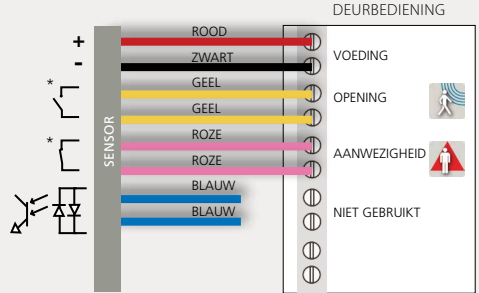 DEURBEDIENING
ROOD
+
VOEDING
ZWART
-
GEEL
*
OPENING
GEEL
SENSOR
ROZE
*
AANWEZIGHEID
ROZE
BLAUW
BLAUW
NIET GEBRUIKT